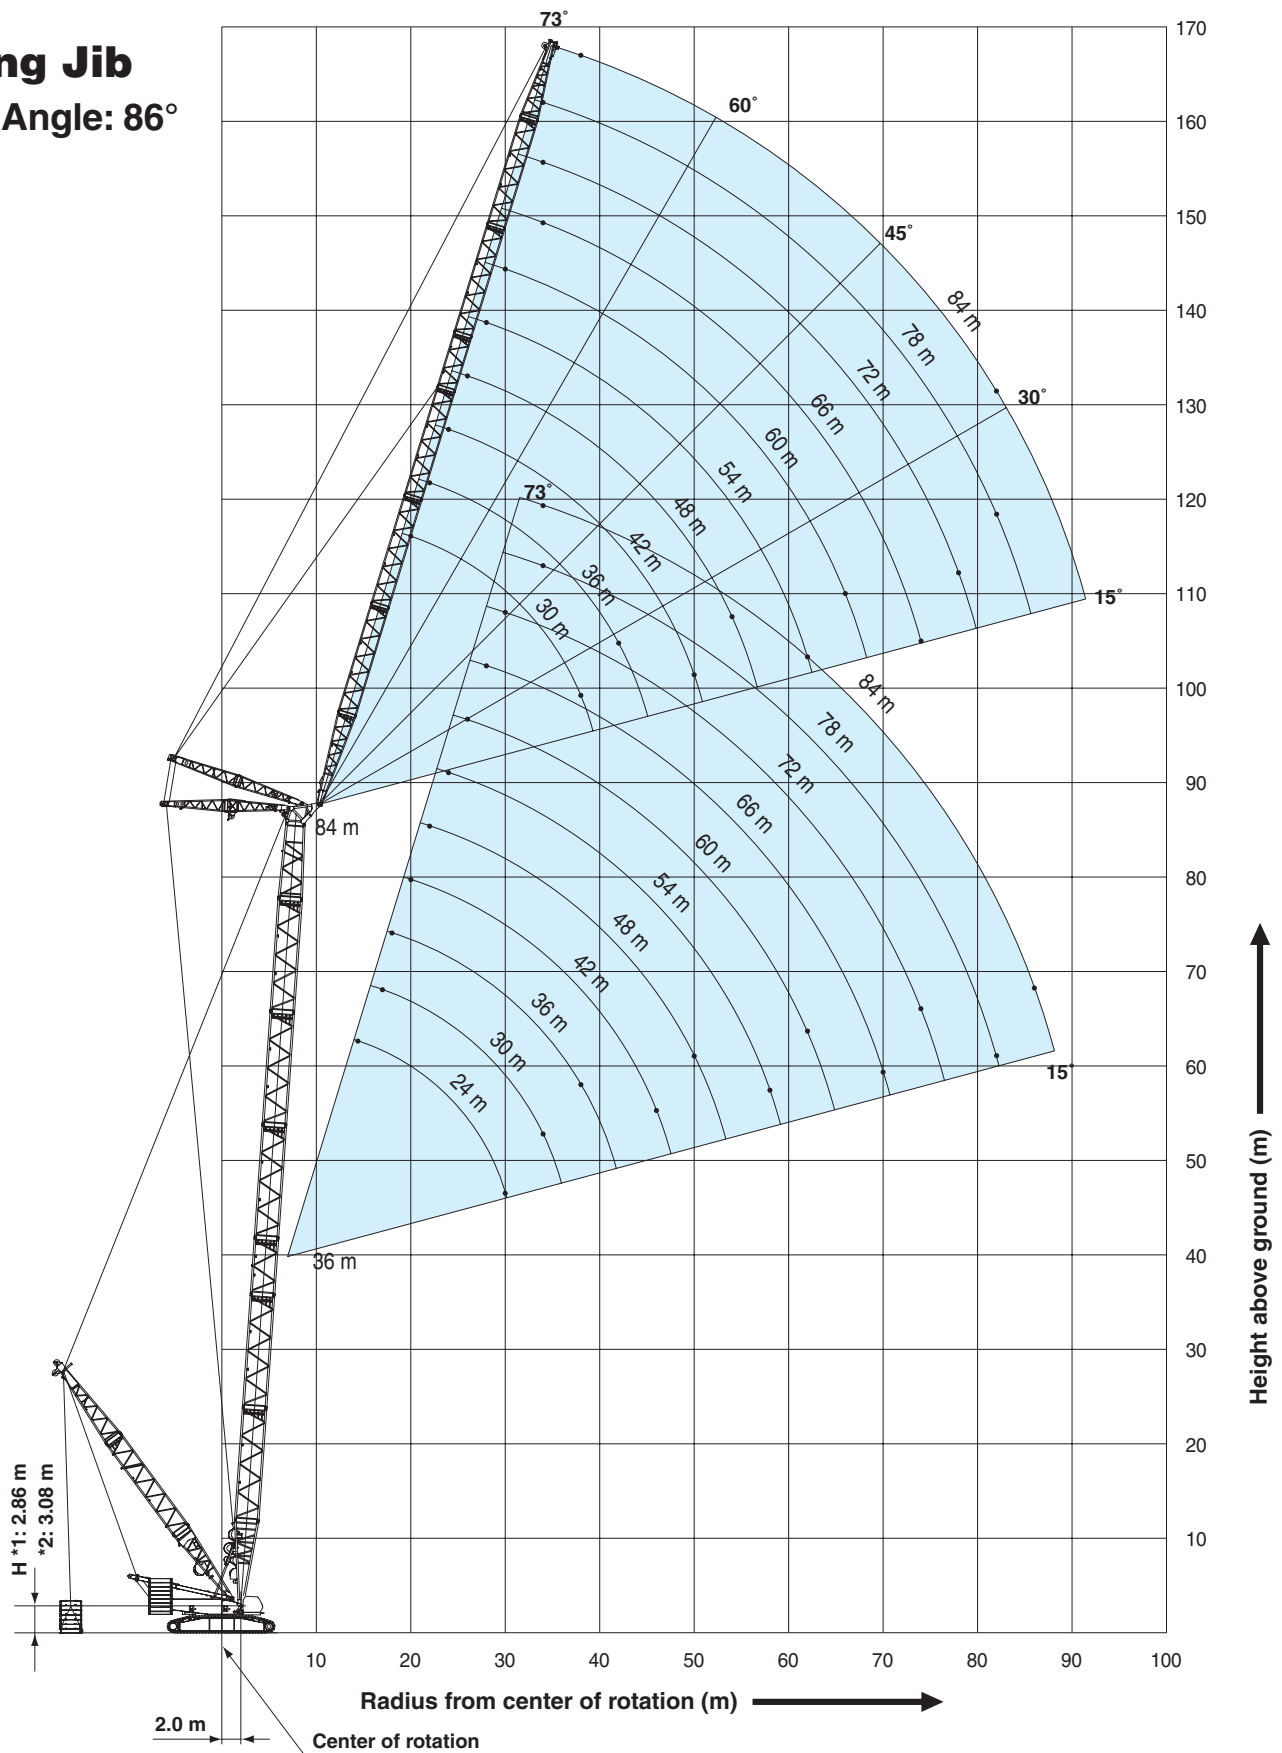 ng Jib
Angle: 86°
73°
170
60°
160
150
45°
140
84 m
78 m
72 m
30°
130
66 m
60 m
54 m
120
73°
48 m
42 m
36 m
30 m
110
15°
100
84 m
78 m
72 m
90
66 m
84 m
60 m
54 m
80
48 m
42 m
70
36 m
30 m
24 m
60
15°
50
36 m
40
30
20
10
Height above ground (m)
H *1: 2.86 m
*2: 3.08 m
10 20 30 40 50 60 70 80 90 100
Radius from center of rotation (m)
2.0 m
Center of rotation